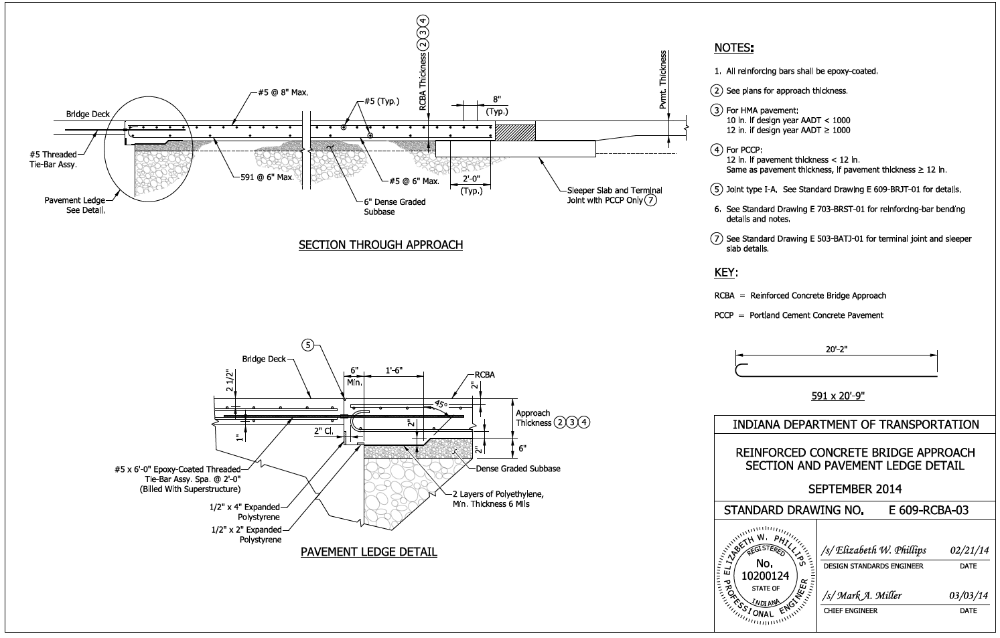 RCBA Thickness 2 3 4
Pvmt. Thickness
#5 @ 8" Max.
#5 (Typ.)
8"
(Typ.)
Bridge Deck
#5 Threaded
Tie-Bar Assy.
591 @ 6" Max.
#5 @ 6" Max.
2'-0"
(Typ.)
Pavement Ledge
See Detail.
6" Dense Graded
Subbase
Sleeper Slab and Terminal
Joint with PCCP Only 7
SECTION THROUGH APPROACH
5
Bridge Deck
6"
Min.
1'-6"
RCBA
2 1/2"
2"
45°
Approach
Thickness 2 3 4
1"
2" Cl.
2"
2"
6"
#5 x 6'-0" Epoxy-Coated Threaded
Tie-Bar Assy. Spa. @ 2'-0"
(Billed With Superstructure)
Dense Graded Subbase
2 Layers of Polyethylene,
Min. Thickness 6 Mils
1/2" x 4" Expanded
Polystyrene
1/2" x 2" Expanded
Polystyrene
PAVEMENT LEDGE DETAIL
NOTES:
1. All reinforcing bars shall be epoxy-coated.
2 See plans for approach thickness.
3 For HMA pavement:
10 in. if design year AADT < 1000
12 in. if design year AADT ≥ 1000
4 For PCCP:
12 in. if pavement thickness < 12 in.
Same as pavement thickness, if pavement thickness ≥ 12 in.
5 Joint type I-A. See Standard Drawing E 609-BRJT-01 for details.
6. See Standard Drawing E 703-BRST-01 for reinforcing-bar bending
details and notes.
7 See Standard Drawing E 503-BATJ-01 for terminal joint and sleeper
slab details.
KEY:
RCBA = Reinforced Concrete Bridge Approach
PCCP = Portland Cement Concrete Pavement
20'-2"
591 x 20'-9"
INDIANA DEPARTMENT OF TRANSPORTATION
REINFORCED CONCRETE BRIDGE APPROACH
SECTION AND PAVEMENT LEDGE DETAIL
SEPTEMBER 2014
STANDARD DRAWING NO. E 609-RCBA-03
ELIZABETH W. PHILLIPS
REGISTERED
No.
10200124
STATE OF
INDIANA
PROFESSIONAL ENGINEER
/s/ Elizabeth W. Phillips 02/21/14
DESIGN STANDARDS ENGINEER DATE
/s/ Mark A. Miller 03/03/14
CHIEF ENGINEER DATE